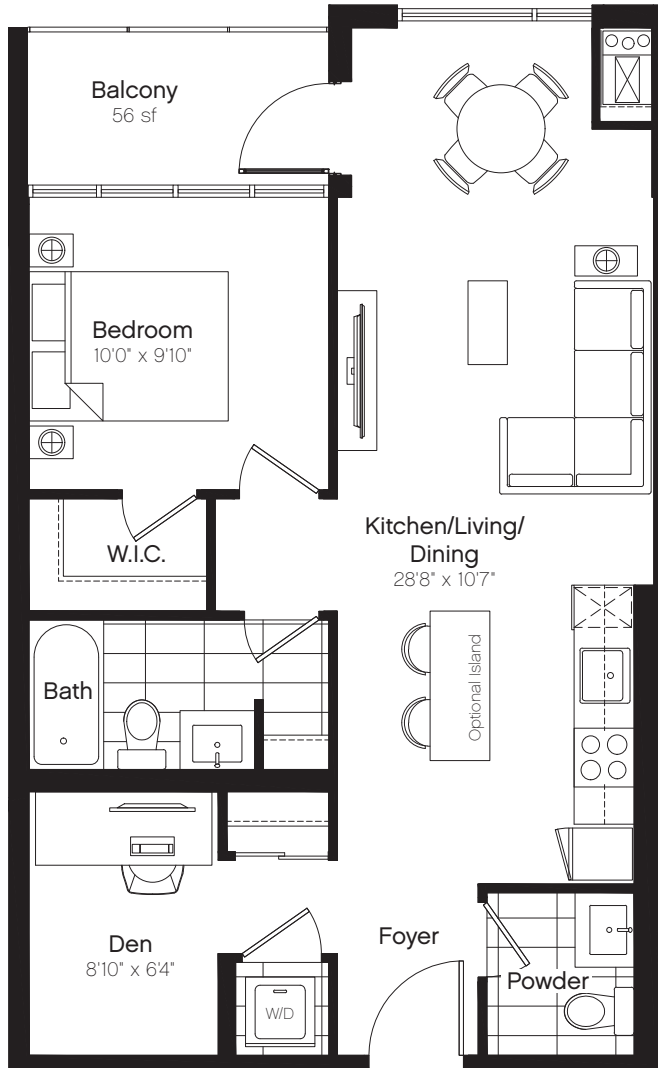 Balcony
56 sf
Bedroom
10'0" x 9'10"
W.I.C.
Kitchen/Living/
Dining
28'8" x 10'7"
Optional Island
Bath
Den
8'10" x 6'4"
Foyer
W/D
Powder